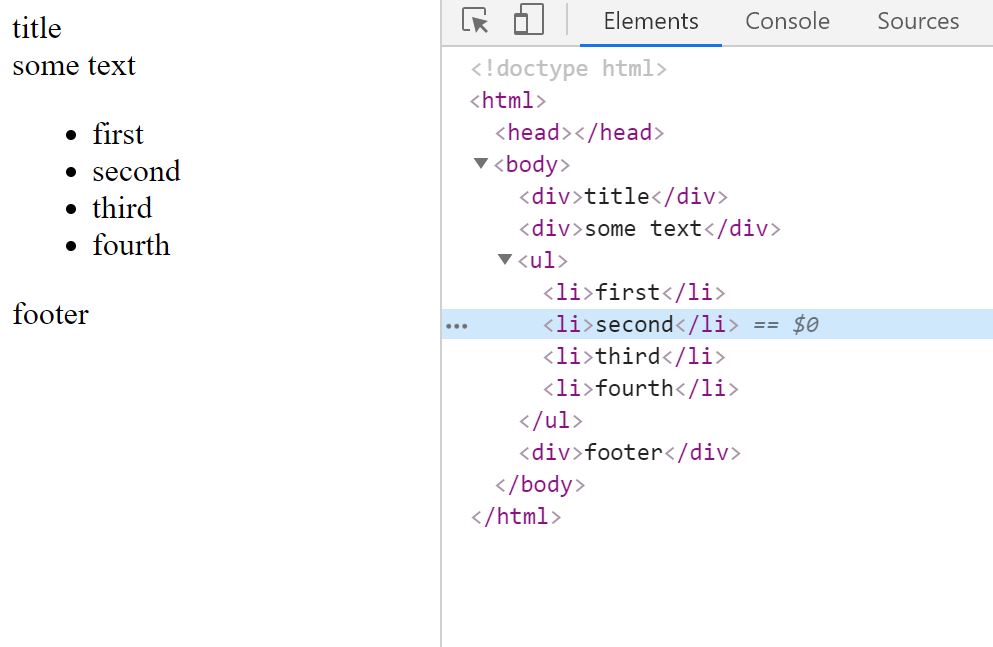 title
some text
• first
• second
• third
• fourth
footer
Elements Console Sources
<!doctype html>
<html>
<head></head>
▼<body>
<div>title</div>
<div>some text</div>
▼<ul>
<li>first</li>
... <li>second</li> == $0
<li>third</li>
<li>fourth</li>
</ul>
<div>footer</div>
</body>
</html>